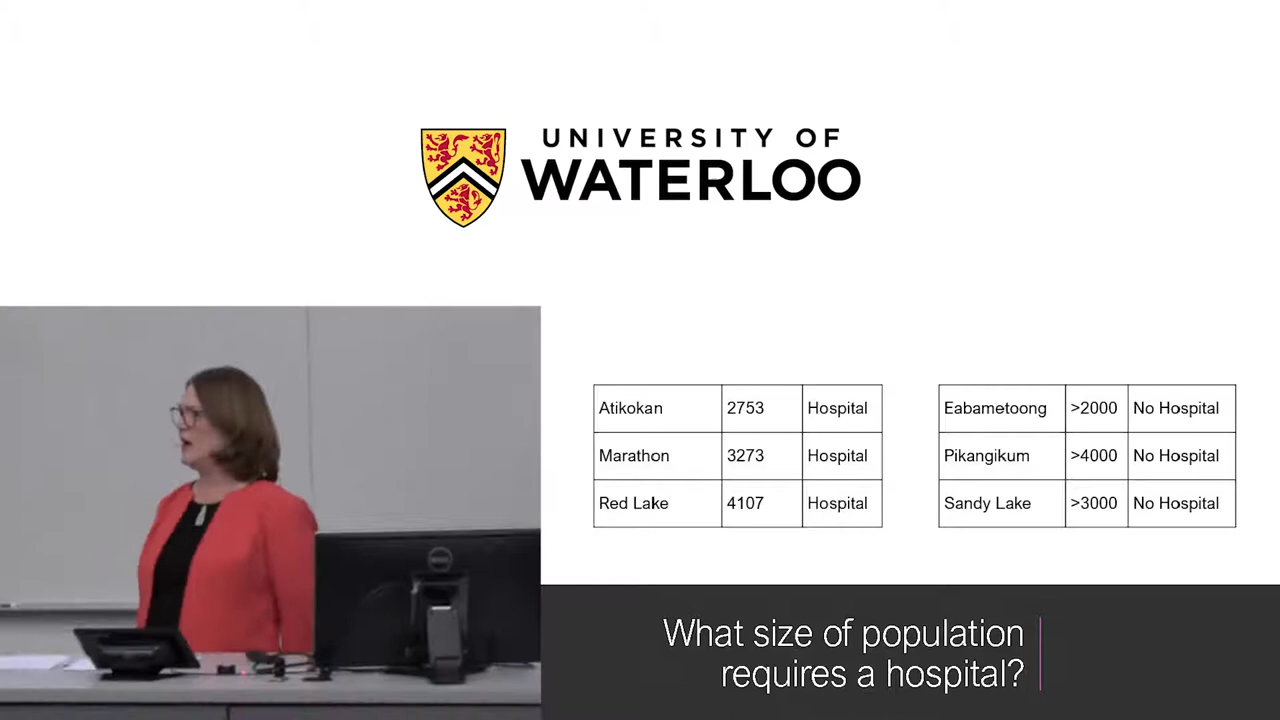 UNIVERSITY OF
WATERLOO
Atikokan 2753 Hospital
Marathon 3273 Hospital
Red Lake 4107 Hospital
Eabametoong >2000 No Hospital
Pikangikum >4000 No Hospital
Sandy Lake >3000 No Hospital
What size of population
requires a hospital?